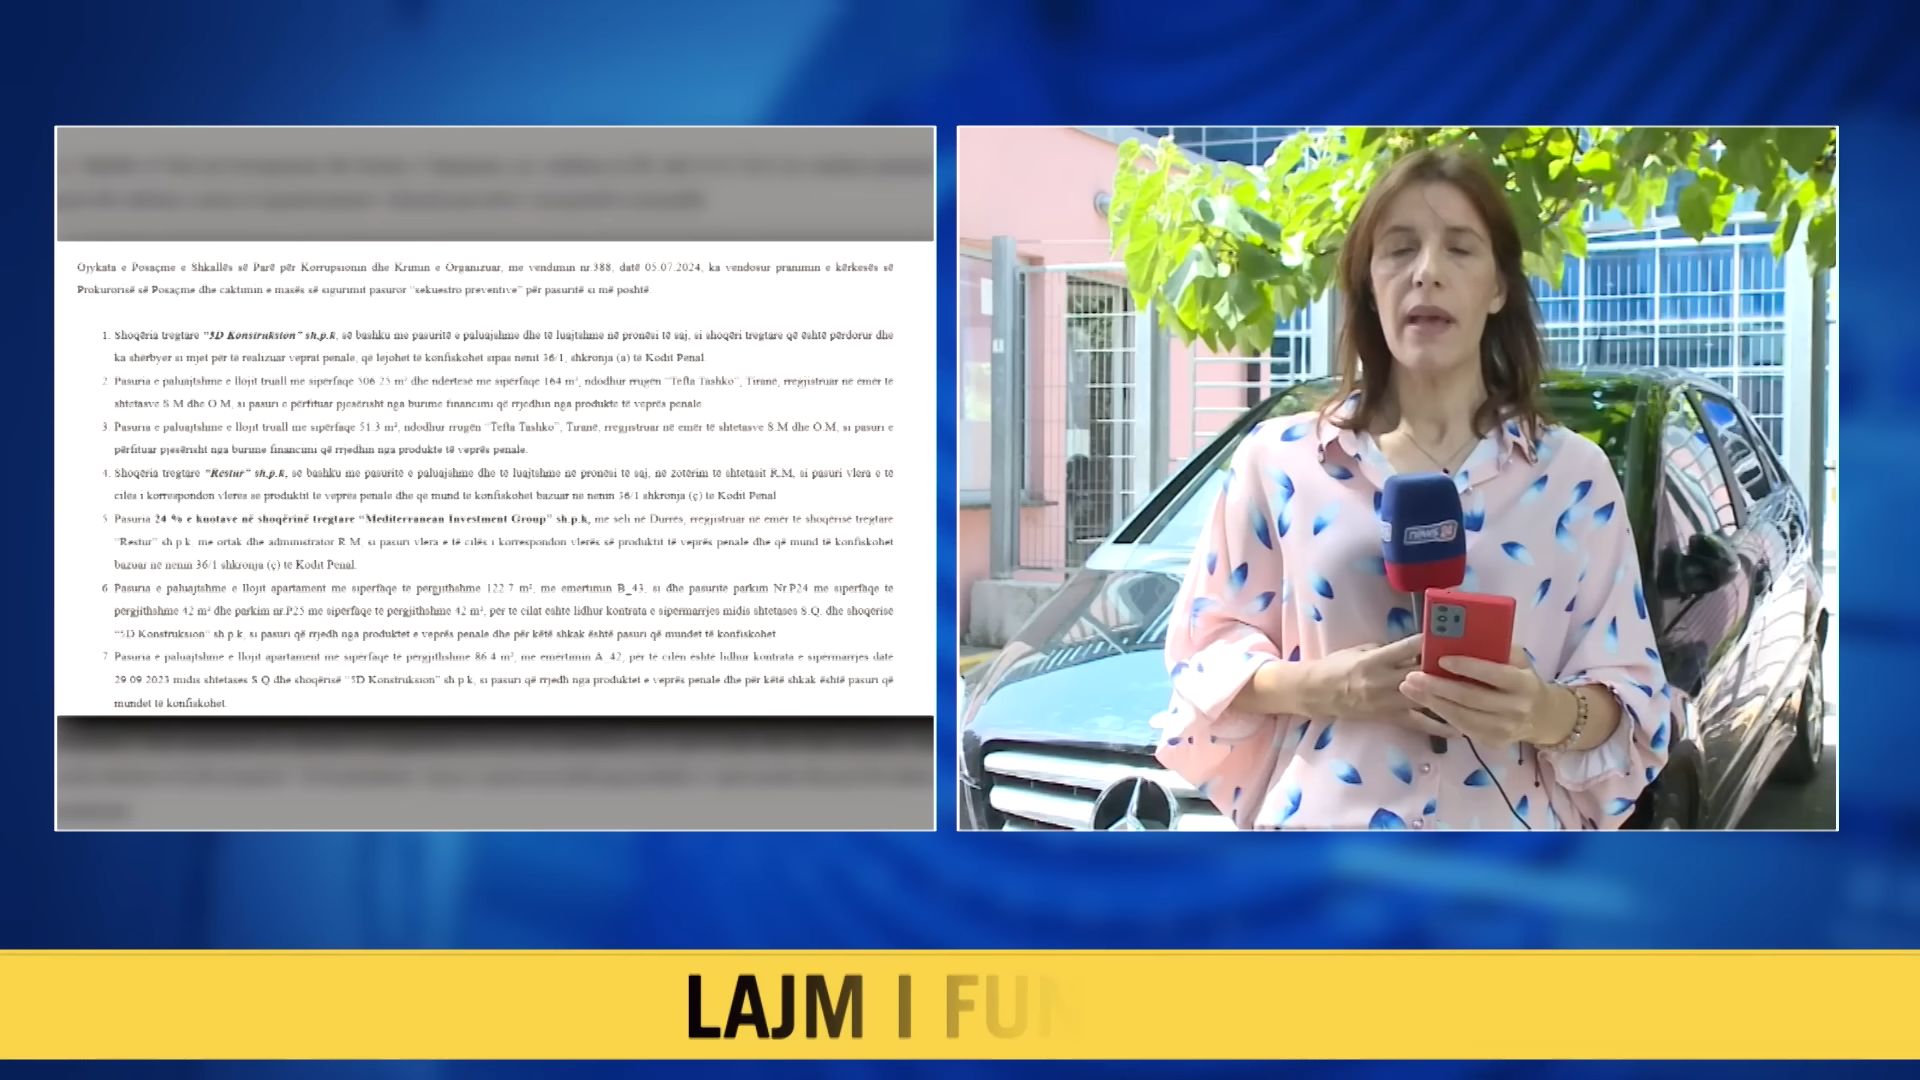 Gjykata e Posaçme e Shkallës së Parë për Korrupsionin dhe Krimin e Organizuar, me vendimin nr.388, datë 05.07.2024, ka vendosur pranimin e kërkesës së
Prokurorisë së Posaçme dhe caktimin e masës së sigurimit pasuror "sekuestro preventive" për pasuritë si më poshtë:
1. Shoqëria tregtare "5D Konstruksion" sh.p.k, së bashku me pasuritë e paluajshme dhe të luajtshme në pronësi të saj, si shoqëri tregtare që është përdorur dhe
ka shërbyer si mjet për të realizuar veprat penale, që lejohet të konfiskohet sipas nenit 36/1, shkronja (a) të Kodit Penal.
2. Pasuria e paluajtshme e llojit truall me sipërfaqe 506.25 m² dhe ndërtesë me sipërfaqe 164 m², ndodhur rrugën "Tefta Tashko", Tiranë, rregjistruar në emër të
shtetasve S.M dhe O.M, si pasuri e përfituar pjesërisht nga burime financimi që rrjedhin nga produkte të veprës penale.
3. Pasuria e paluajtshme e llojit truall me sipërfaqe 51.3 m², ndodhur rrugën "Tefta Tashko", Tiranë, rregjistruar në emër të shtetasve S.M dhe O.M, si pasuri e
përfituar pjesërisht nga burime financimi që rrjedhin nga produkte të veprës penale.
4. Shoqëria tregtare "Restur" sh.p.k, së bashku me pasuritë e paluajshme dhe të luajtshme në pronësi të saj, në zotërim të shtetasit R.M, si pasuri vlera e të
cilës i korrespondon vlerës së produktit të veprës penale dhe që mund të konfiskohet bazuar në nenin 36/1 shkronja (ç) të Kodit Penal
5. Pasuria 24 % e kuotave në shoqërinë tregtare "Mediterranean Investment Group" sh.p.k, me seli në Durrës, rregjistruar në emër të shoqërisë tregtare
"Restur" sh.p.k, me ortak dhe administrator R.M, si pasuri vlera e të cilës i korrespondon vlerës së produktit të veprës penale dhe që mund të konfiskohet
bazuar në nenin 36/1 shkronja (ç) të Kodit Penal.
6. Pasuria e paluajtshme e llojit apartament me sipërfaqe të përgjithshme 122.7 m², me emërtimin B_43, si dhe pasuritë parkim Nr.P24 me sipërfaqe të
përgjithshme 42 m² dhe parkim nr.P25 me sipërfaqe të përgjithshme 42 m², për të cilat është lidhur kontrata e sipërmarrjes midis shtetases S.Q. dhe shoqërisë
"5D Konstruksion" sh.p.k, si pasuri që rrjedh nga produktet e veprës penale dhe për këtë shkak është pasuri që mundet të konfiskohet.
7. Pasuria e paluajtshme e llojit apartament me sipërfaqe të përgjithshme 86.4 m², me emërtimin A_42, për të cilën është lidhur kontrata e sipërmarrjes datë
29.09.2023 midis shtetases S.Q dhe shoqërisë "5D Konstruksion" sh.p.k, si pasuri që rrjedh nga produktet e veprës penale dhe për këtë shkak është pasuri që
mundet të konfiskohet.
news 24
LAJM I FUN